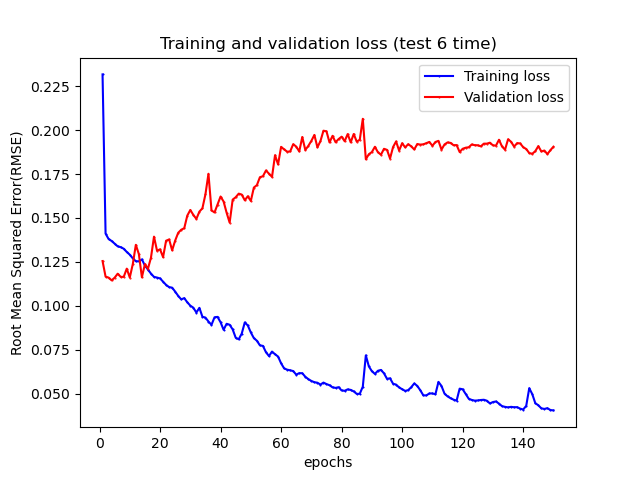 Training and validation loss (test 6 time)
Training loss
Validation loss
Root Mean Squared Error(RMSE)
0.225
0.200
0.175
0.150
0.125
0.100
0.075
0.050
0 20 40 60 80 100 120 140
epochs